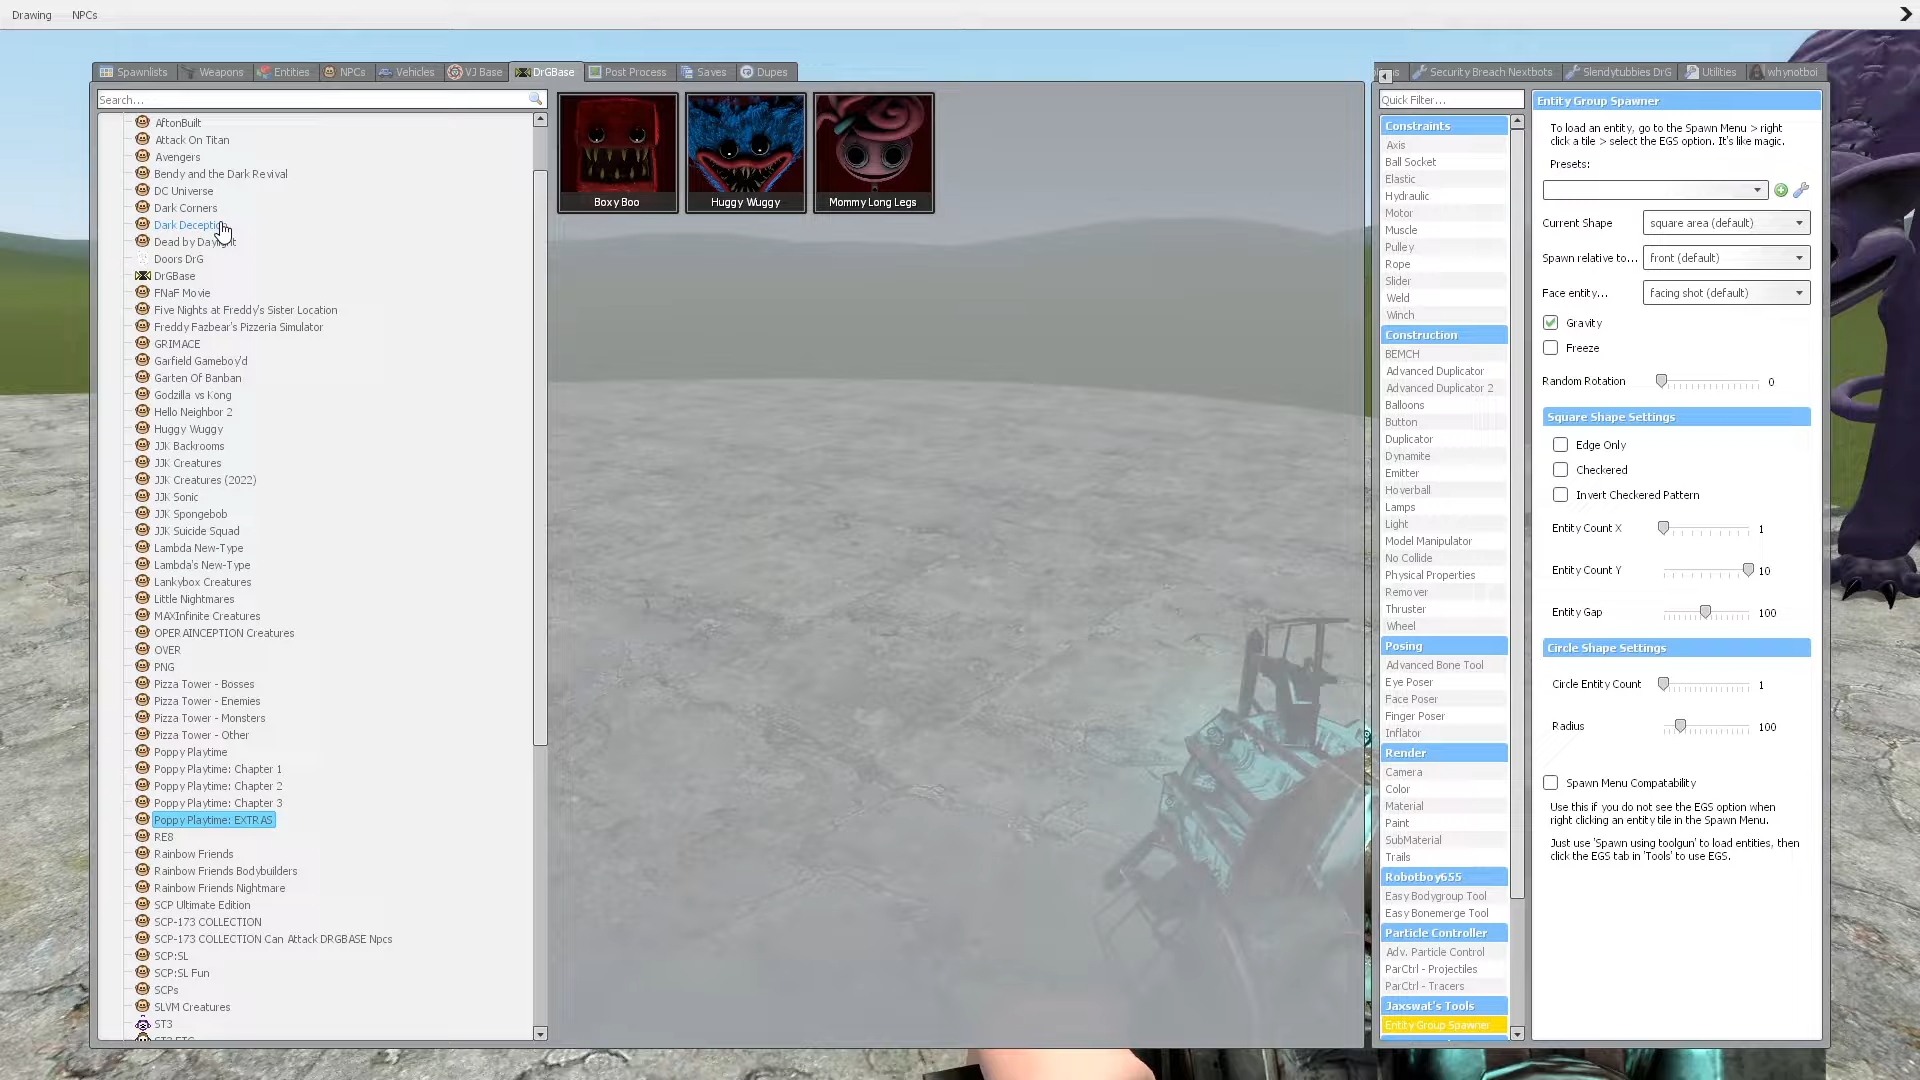 Drawing NPCs
Spawnlists Weapons Entities NPCs Vehicles VJ Base DrGBase Post Process Saves Dupes
Search...
AftonBuilt
Attack On Titan
Avengers
Bendy and the Dark Revival
DC Universe
Dark Corners
Dark Deception
Dead by Daylight
Doors DrG
DrGBase
FNaF Movie
Five Nights at Freddy's Sister Location
Freddy Fazbear's Pizzeria Simulator
GRIMACE
Garfield Gameboy'd
Garten Of Banban
Godzilla vs Kong
Hello Neighbor 2
Huggy Wuggy
JJK Backrooms
JJK Creatures
JJK Creatures (2022)
JJK Sonic
JJK Spongebob
JJK Suicide Squad
Lambda New-Type
Lambda's New-Type
Lankybox Creatures
Little Nightmares
MAXInfinite Creatures
OPERAINCEPTION Creatures
OVER
PNG
Pizza Tower - Bosses
Pizza Tower - Enemies
Pizza Tower - Monsters
Pizza Tower - Other
Poppy Playtime
Poppy Playtime: Chapter 1
Poppy Playtime: Chapter 2
Poppy Playtime: Chapter 3
Poppy Playtime: EXTRAS
RE8
Rainbow Friends
Rainbow Friends Bodybuilders
Rainbow Friends Nightmare
SCP Ultimate Edition
SCP-173 COLLECTION
SCP-173 COLLECTION Can Attack DRGBASE Npcs
SCP:SL
SCP:SL Fun
SCPs
SLVM Creatures
ST3
Boxy Boo Huggy Wuggy Mommy Long Legs
Security Breach Nextbots Slendytubbies DrG Utilities whynotboi
Quick Filter...
Constraints
Axis
Ball Socket
Elastic
Hydraulic
Motor
Muscle
Pulley
Rope
Slider
Weld
Winch
Construction
BEMCH
Advanced Duplicator
Advanced Duplicator 2
Balloons
Button
Duplicator
Dynamite
Emitter
Hoverball
Lamps
Light
Model Manipulator
No Collide
Physical Properties
Remover
Thruster
Wheel
Posing
Advanced Bone Tool
Eye Poser
Face Poser
Finger Poser
Inflator
Render
Camera
Color
Material
Paint
SubMaterial
Trails
Robotboy655
Easy Bodygroup Tool
Easy Bonemerge Tool
Particle Controller
Adv. Particle Control
ParCtrl - Projectiles
ParCtrl - Tracers
Jaxswat's Tools
Entity Group Spawner
Entity Group Spawner
To load an entity, go to the Spawn Menu > right
click a tile > select the EGS option. It's like magic.
Presets:
Current Shape square area (default)
Spawn relative to... front (default)
Face entity... facing shot (default)
Gravity
Freeze
Random Rotation 0
Square Shape Settings
Edge Only
Checkered
Invert Checkered Pattern
Entity Count X 1
Entity Count Y 10
Entity Gap 100
Circle Shape Settings
Circle Entity Count 1
Radius 100
Spawn Menu Compatability
Use this if you do not see the EGS option when
right clicking an entity tile in the Spawn Menu.
Just use 'Spawn using toolgun' to load entities, then
click the EGS tab in 'Tools' to use EGS.